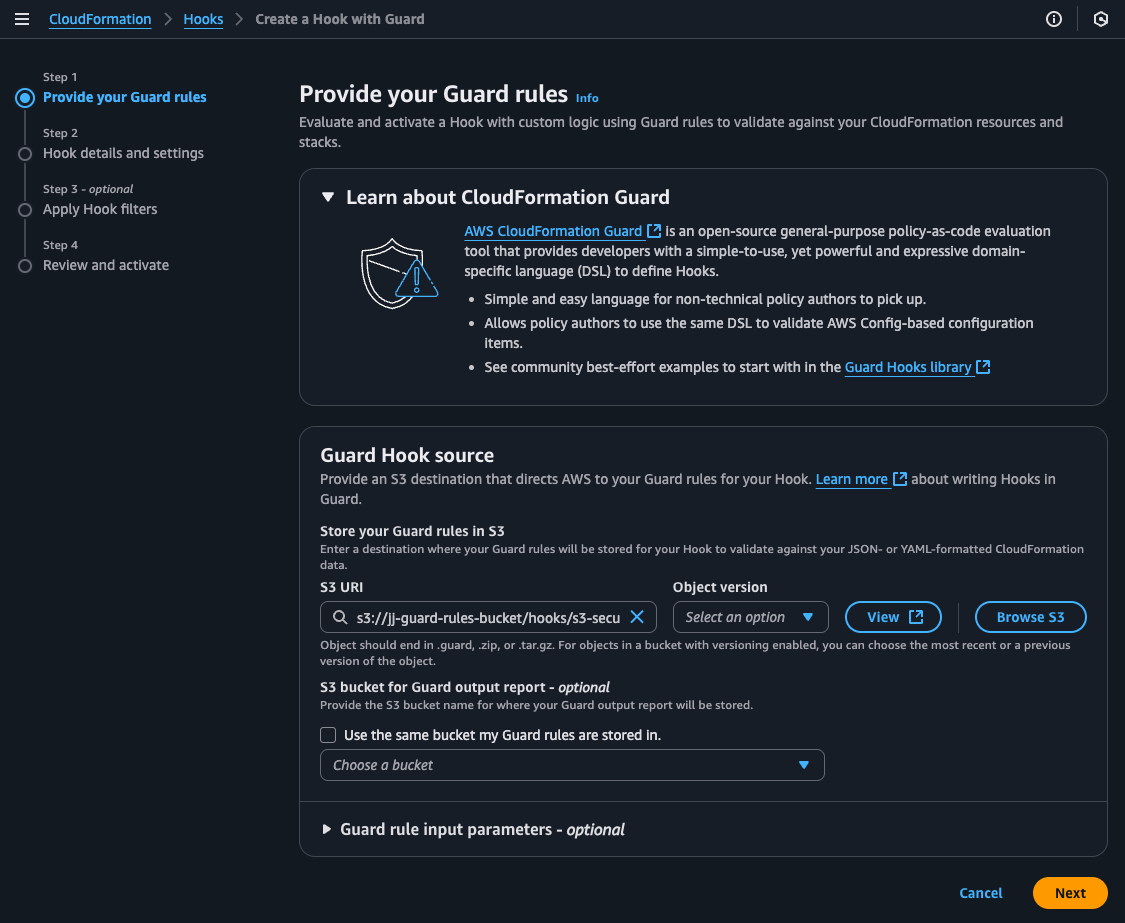 CloudFormation > Hooks > Create a Hook with Guard
Step 1
Provide your Guard rules
Step 2
Hook details and settings
Step 3 - optional
Apply Hook filters
Step 4
Review and activate
Provide your Guard rules Info
Evaluate and activate a Hook with custom logic using Guard rules to validate against your CloudFormation resources and
stacks.
Learn about CloudFormation Guard
AWS CloudFormation Guard is an open-source general-purpose policy-as-code evaluation
tool that provides developers with a simple-to-use, yet powerful and expressive domain-
specific language (DSL) to define Hooks.
• Simple and easy language for non-technical policy authors to pick up.
• Allows policy authors to use the same DSL to validate AWS Config-based configuration
items.
• See community best-effort examples to start with in the Guard Hooks library
Guard Hook source
Provide an S3 destination that directs AWS to your Guard rules for your Hook. Learn more about writing Hooks in
Guard.
Store your Guard rules in S3
Enter a destination where your Guard rules will be stored for your Hook to validate against your JSON- or YAML-formatted CloudFormation
data.
S3 URI Object version
s3://jj-guard-rules-bucket/hooks/s3-secu Select an option View Browse S3
Object should end in .guard, .zip, or .tar.gz. For objects in a bucket with versioning enabled, you can choose the most recent or a previous
version of the object.
S3 bucket for Guard output report - optional
Provide the S3 bucket name for where your Guard output report will be stored.
Use the same bucket my Guard rules are stored in.
Choose a bucket
Guard rule input parameters - optional
Cancel Next